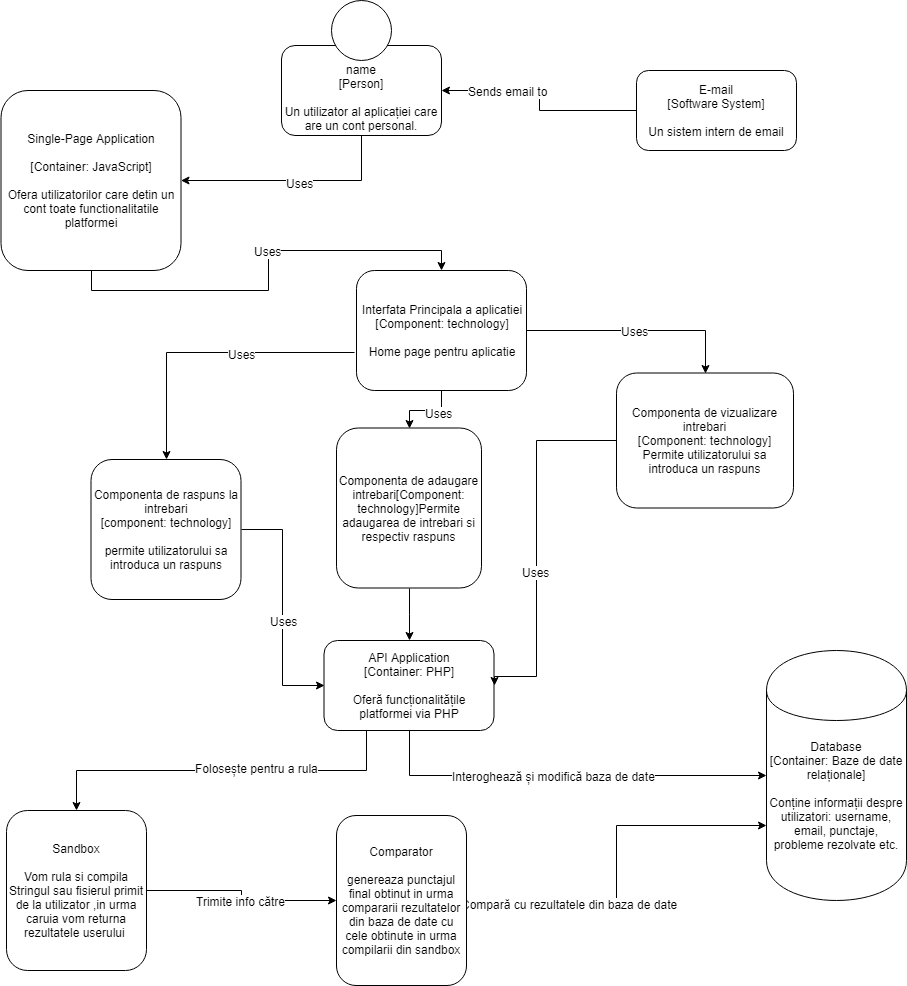 name
[Person]
Un utilizator al aplicației care
are un cont personal.
Sends email to
E-mail
[Software System]
Un sistem intern de email
Single-Page Application
[Container: JavaScript]
Ofera utilizatorilor care detin un
cont toate functionalitatile
platformei
Uses
Uses
Interfata Principala a aplicatiei
[Component: technology]
Home page pentru aplicatie
Uses
Uses
Uses
Componenta de vizualizare
intrebari
[Component: technology]
Permite utilizatorului sa
introduca un raspuns
Componenta de adaugare
intrebari[Component:
technology]Permite
adaugarea de intrebari si
respectiv raspuns
Componenta de raspuns la
intrebari
[component: technology]
permite utilizatorului sa
introduca un raspuns
Uses
Uses
API Application
[Container: PHP]
Oferă funcționalitățile
platformei via PHP
Folosește pentru a rula
Interoghează și modifică baza de date
Database
[Container: Baze de date
relaționale]
Conține informații despre
utilizatori: username,
email, punctaje,
probleme rezolvate etc.
Sandbox
Vom rula si compila
Stringul sau fisierul primit
de la utilizator ,in urma
caruia vom returna
rezultatele userului
Trimite info către
Comparator
genereaza punctajul
final obtinut in urma
compararii rezultatelor
din baza de date cu
cele obtinute in urma
compilarii din sandbox
Compară cu rezultatele din baza de date